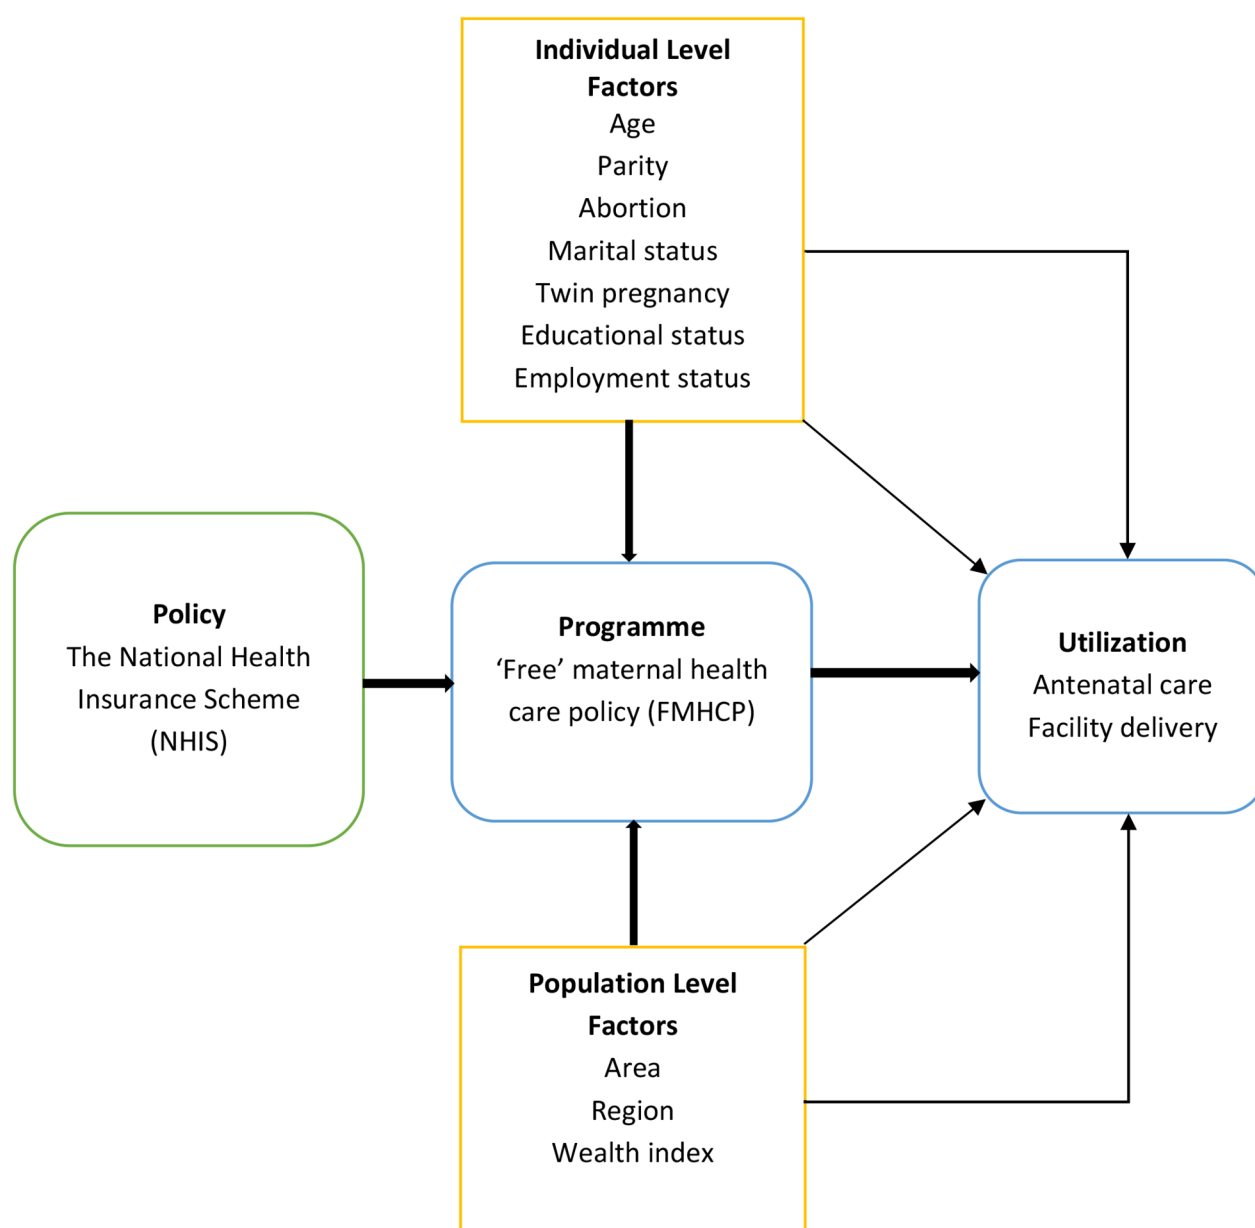 Individual Level
Factors
Age
Parity
Abortion
Marital status
Twin pregnancy
Educational status
Employment status
Policy
The National Health
Insurance Scheme
(NHIS)
Programme
‘Free’ maternal health
care policy (FMHCP)
Utilization
Antenatal care
Facility delivery
Population Level
Factors
Area
Region
Wealth index